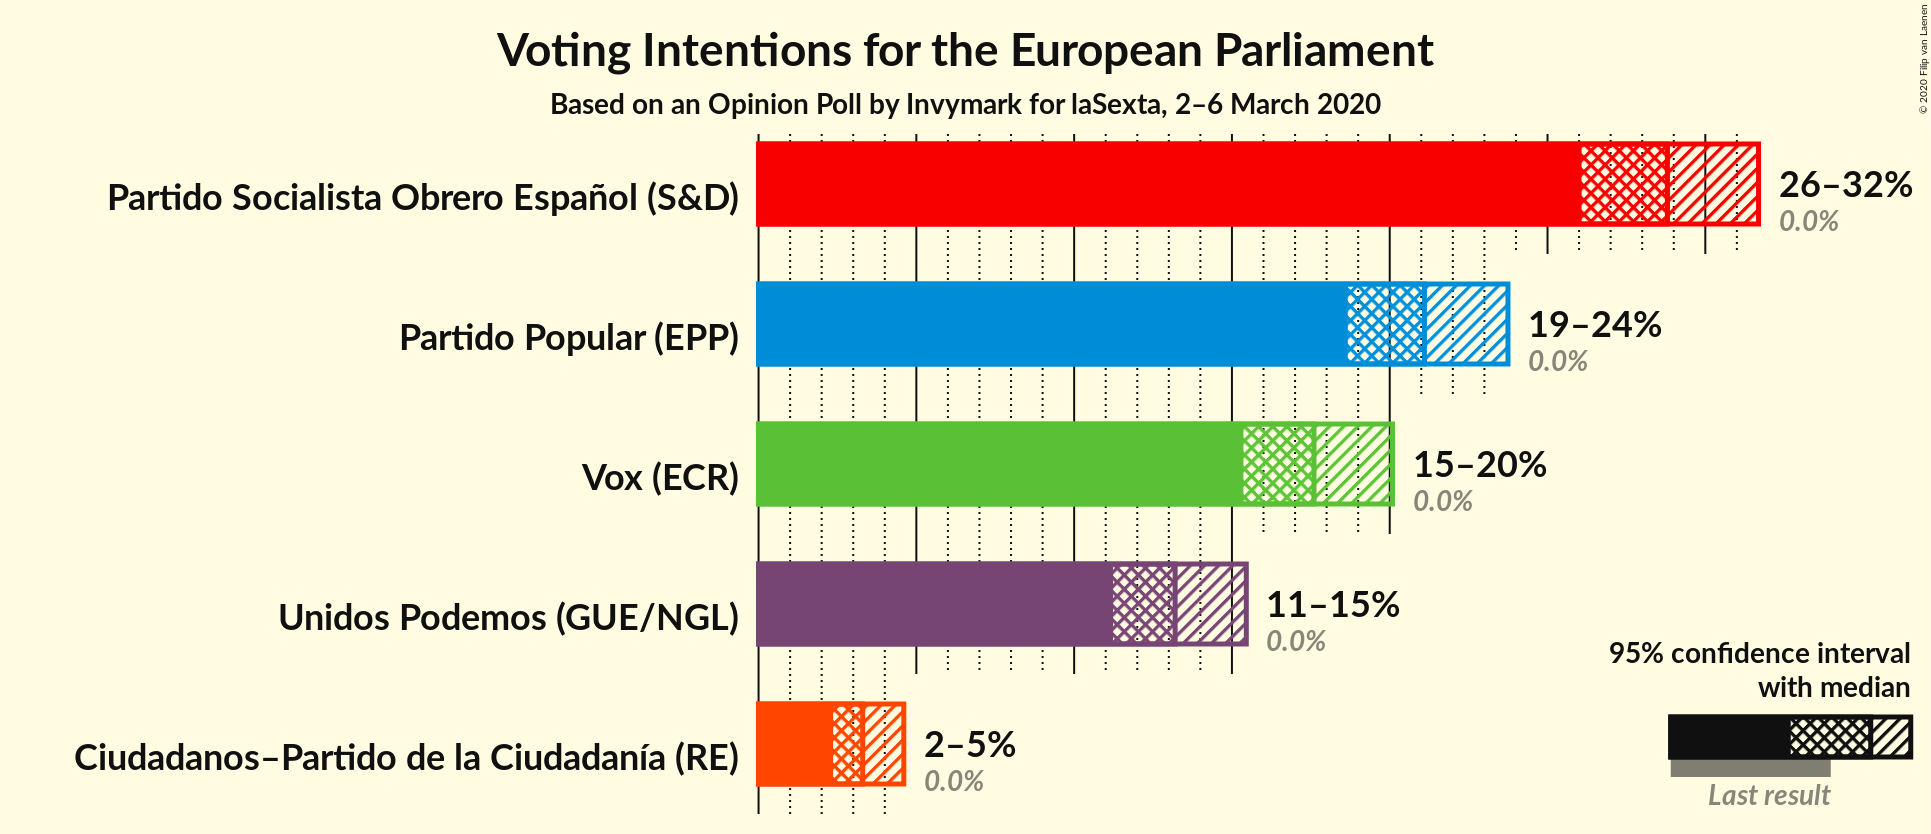 Voting Intentions for the European Parliament
Based on an Opinion Poll by Invymark for laSexta, 2–6 March 2020
© 2020 Filip van Laenen
Partido Socialista Obrero Español (S&D)
26–32%
0.0%
Partido Popular (EPP)
19–24%
0.0%
Vox (ECR)
15–20%
0.0%
Unidos Podemos (GUE/NGL)
11–15%
0.0%
Ciudadanos–Partido de la Ciudadanía (RE)
2–5%
0.0%
95% confidence interval
with median
Last result